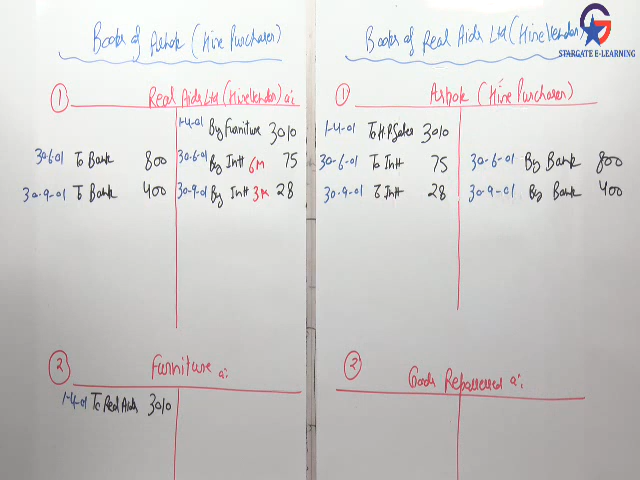 Books of Ashok (Hire Purchaser)
① Real Aids Ltd (Hire Vendor) a/c
1-4-01 By Furniture 3010
30-6-01 To Bank 800 30-6-01 By Intt 6M 75
30-9-01 To Bank 400 30-9-01 By Intt 3M 28
② Furniture a/c
1-4-01 To Real Aids 3010
Books of Real Aids Ltd (Hire Vendor)
STARGATE E-LEARNING
① Ashok (Hire Purchaser)
1-4-01 To H.P. Sales 3010
30-6-01 To Intt 75 30-6-01 By Bank 800
30-9-01 To Intt 28 30-9-01 By Bank 400
② Goods Repossessed a/c